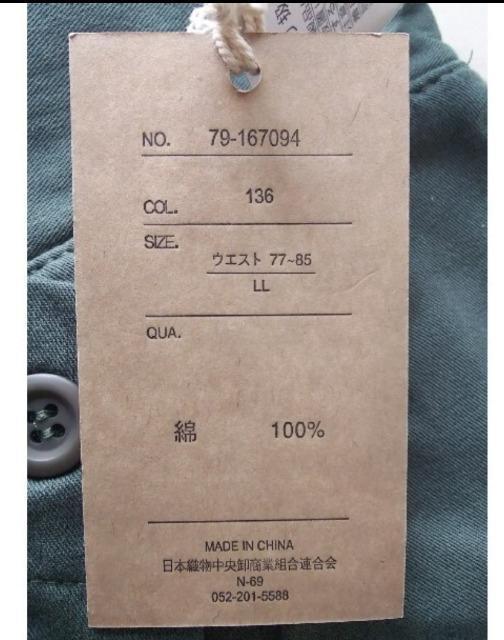 NO. 79-167094
COL. 136
SIZE.
ウエスト 77~85
LL
QUA.
綿 100%
MADE IN CHINA
日本織物中央卸商業組合連合会
N-69
052-201-5588